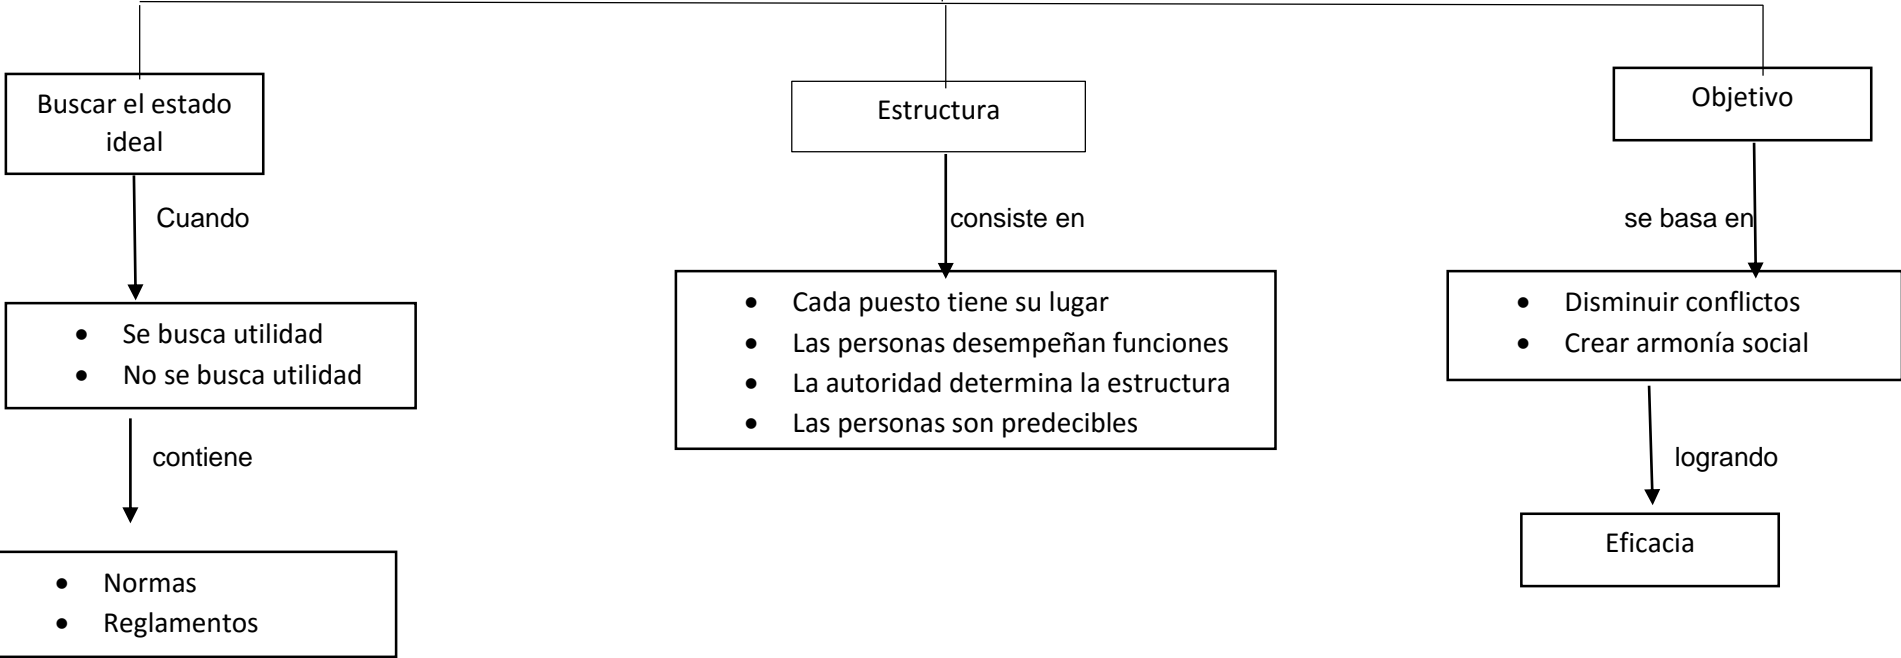 Buscar el estado
ideal
Estructura
Objetivo
Cuando
consiste en
se basa en
• Se busca utilidad
• No se busca utilidad
• Cada puesto tiene su lugar
• Las personas desempeñan funciones
• La autoridad determina la estructura
• Las personas son predecibles
• Disminuir conflictos
• Crear armonía social
contiene
logrando
• Normas
• Reglamentos
Eficacia